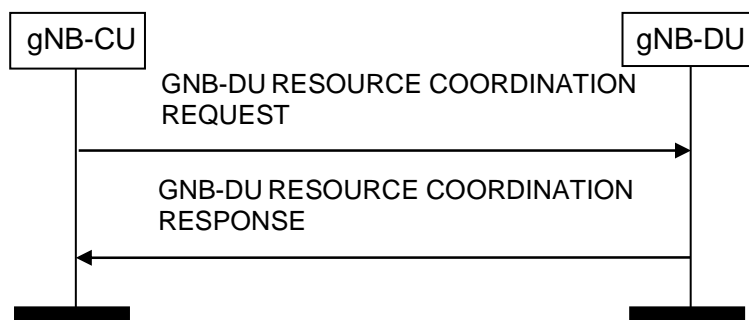 gNB-CU
gNB-DU
GNB-DU RESOURCE COORDINATION
REQUEST
GNB-DU RESOURCE COORDINATION
RESPONSE